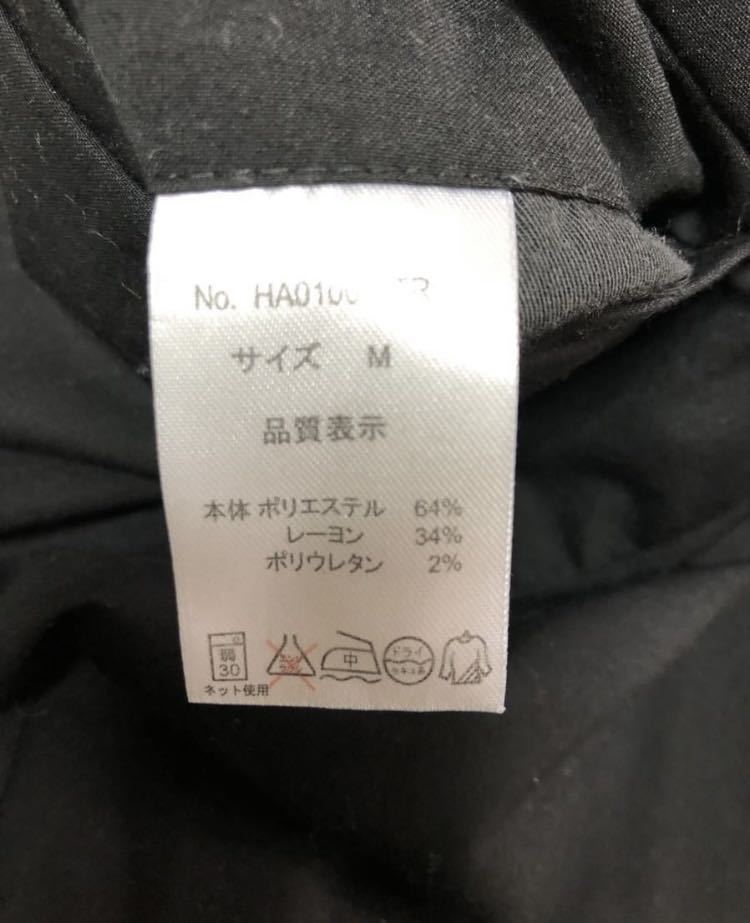 No.
サイズ M
品質表示
本体 ポリエステル 64%
レーヨン 34%
ポリウレタン 2%
弱 中 ドライ
30
ネット使用